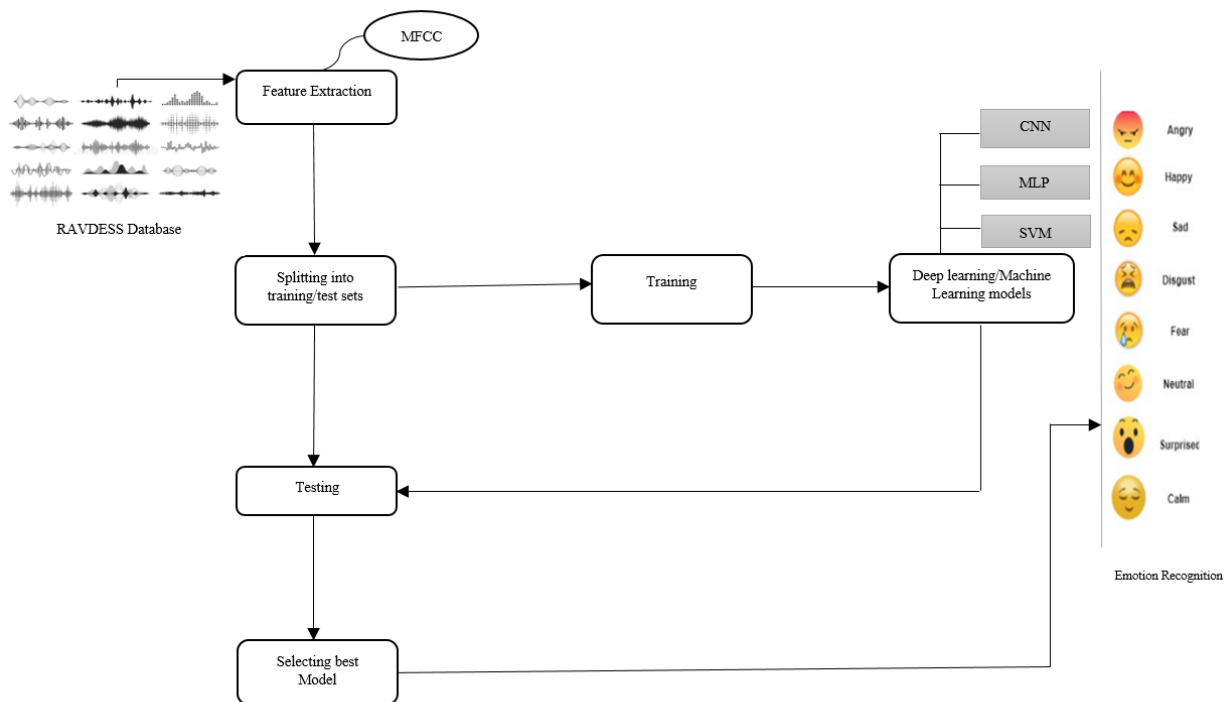 MFCC
Feature Extraction
RAVDESS Database
CNN
MLP
SVM
Splitting into
training/test sets
Training
Deep learning/Machine
Learning models
Testing
Selecting best
Model
Angry
Happy
Sad
Disgust
Fear
Neutral
Surprised
Calm
Emotion Recognition